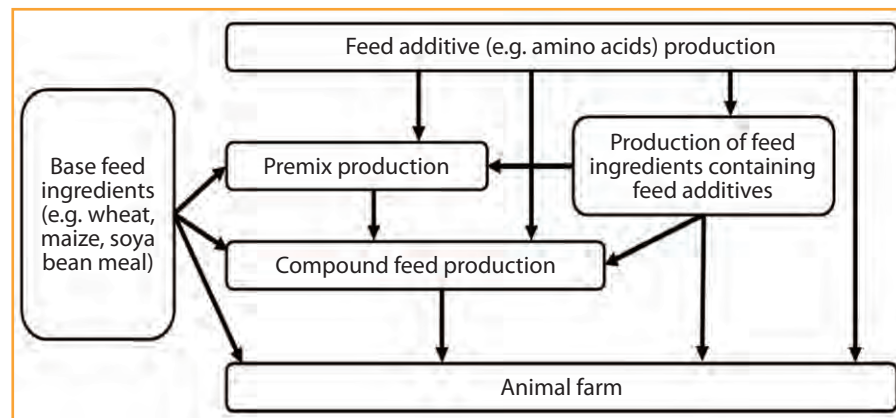 Feed additive (e.g. amino acids) production
Base feed
ingredients
(e.g. wheat,
maize, soya
bean meal)
Premix production
Production of feed
ingredients containing
feed additives
Compound feed production
Animal farm